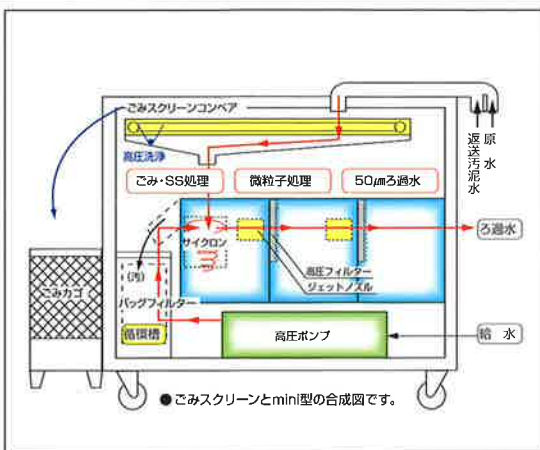 ごみスクリーンコンベア
高圧洗浄
原水
返送汚泥水
ごみ・SS処理
微粒子処理
50㎛ろ過水
サイクロン
ろ過水
高圧フィルター
ジェットノズル
(汚)
バッグフィルター
ごみカゴ
循環槽
高圧ポンプ
給水
●ごみスクリーンとmini型の合成図です。